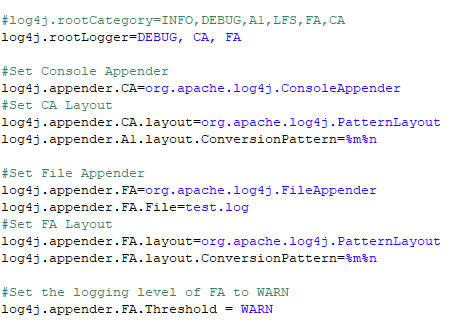 #log4j.rootCategory=INFO,DEBUG,A1,LFS,FA,CA
log4j.rootLogger=DEBUG, CA, FA
#Set Console Appender
log4j.appender.CA=org.apache.log4j.ConsoleAppender
#Set CA Layout
log4j.appender.CA.layout=org.apache.log4j.PatternLayout
log4j.appender.A1.layout.ConversionPattern=%m%n
#Set File Appender
log4j.appender.FA=org.apache.log4j.FileAppender
log4j.appender.FA.File=test.log
#Set FA Layout
log4j.appender.FA.layout=org.apache.log4j.PatternLayout
log4j.appender.FA.layout.ConversionPattern=%m%n
#Set the logging level of FA to WARN
log4j.appender.FA.Threshold = WARN